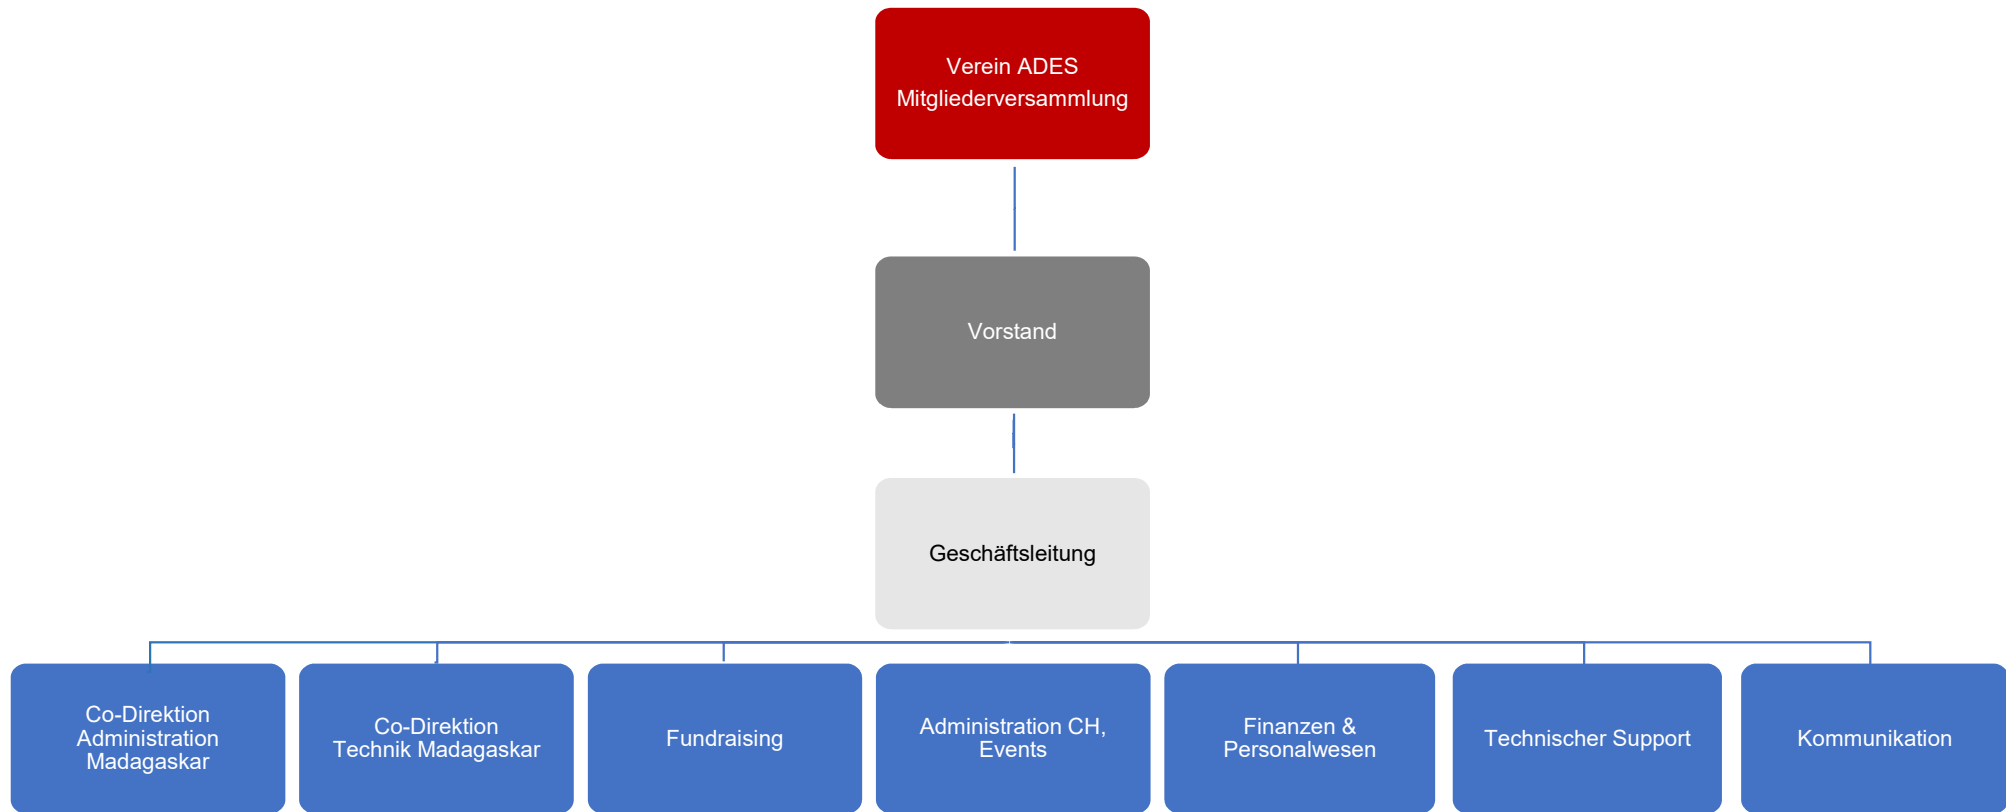 Verein ADES
Mitgliederversammlung
Vorstand
Geschäftsleitung
Co-Direktion
Administration
Madagaskar
Co-Direktion
Technik Madagaskar
Fundraising
Administration CH,
Events
Finanzen &
Personalwesen
Technischer Support
Kommunikation